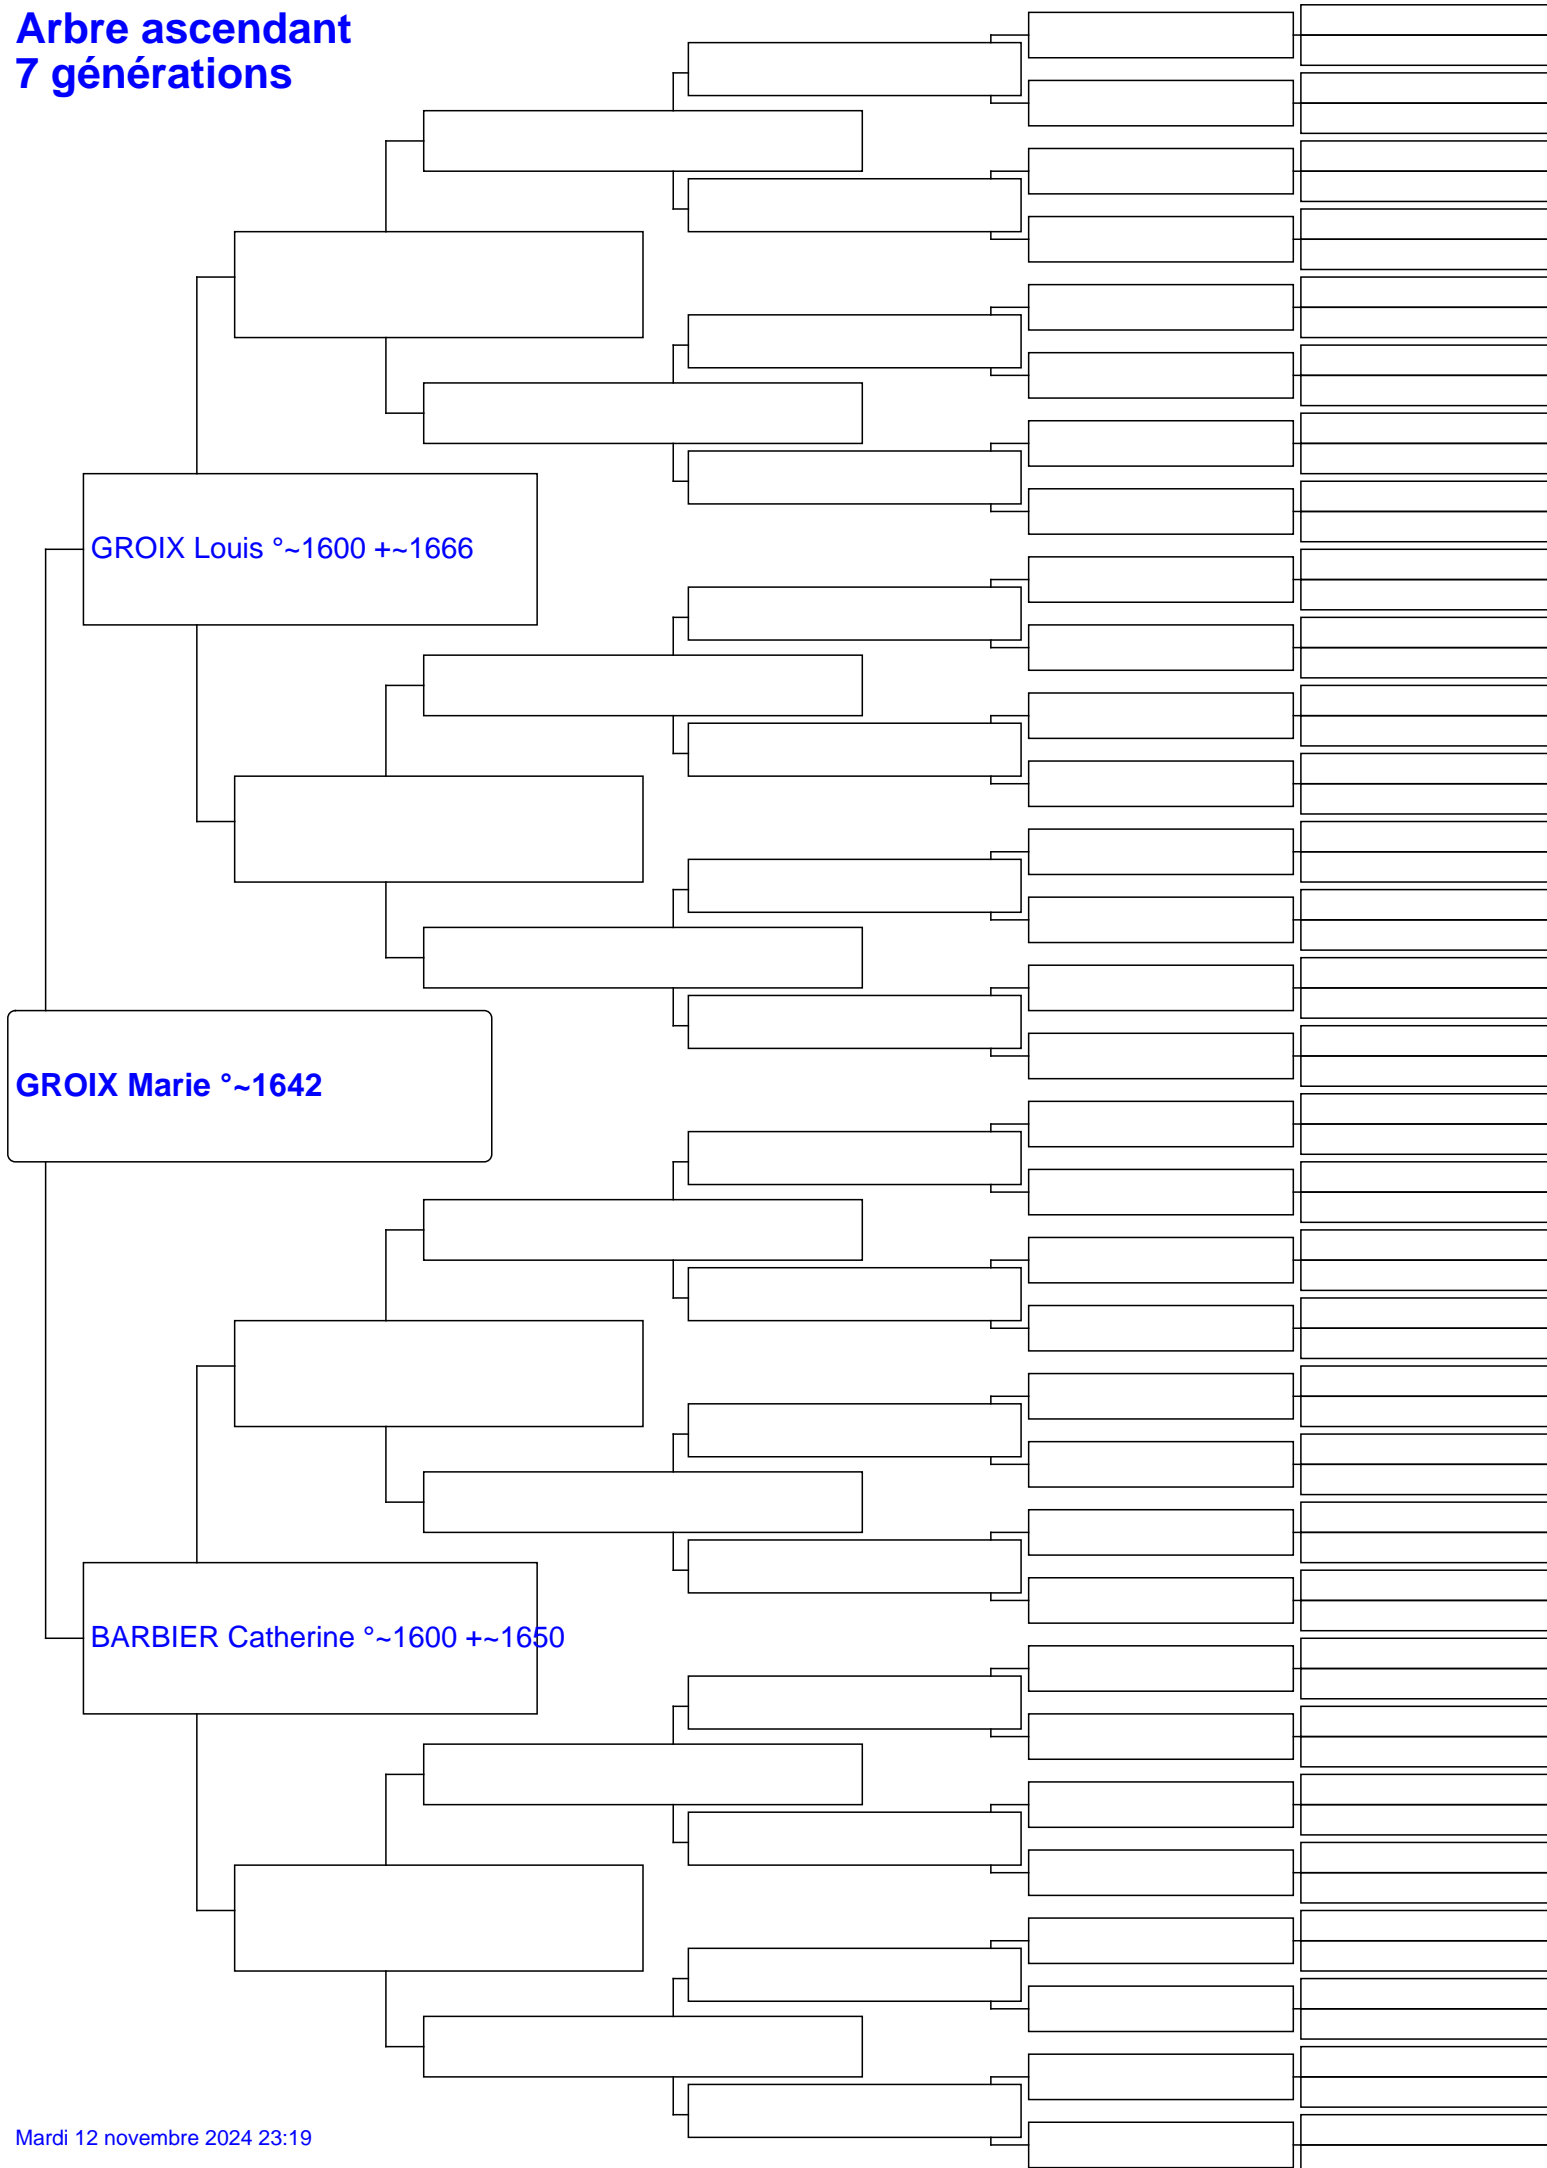 Arbre ascendant
7 générations
GROIX Louis °~1600 +~1666
GROIX Marie °~1642
BARBIER Catherine °~1600 +~1650
Mardi 12 novembre 2024 23:19